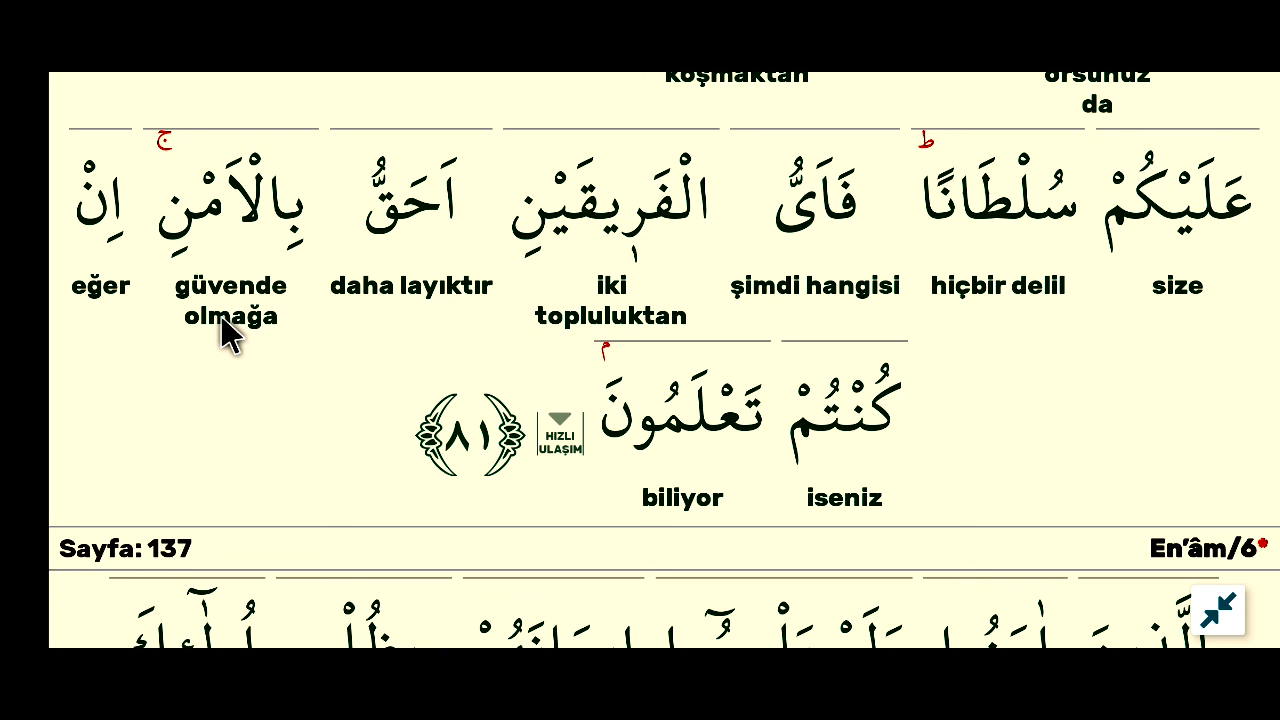 koşmaktan orsunuz
da
عَلَيْكُمْ سُلْطَانًاۜ فَاَىُّ الْفَرٖيقَيْنِ اَحَقُّ بِالْاَمْنِۚ اِنْ
size hiçbir delil şimdi hangisi iki daha layıktır güvende eğer
topluluktan olmağa
كُنْتُمْ تَعْلَمُونَۢ ﴿٨١﴾
HIZLI
ULAŞIM
iseniz biliyor
Sayfa: 137 En'âm/6*